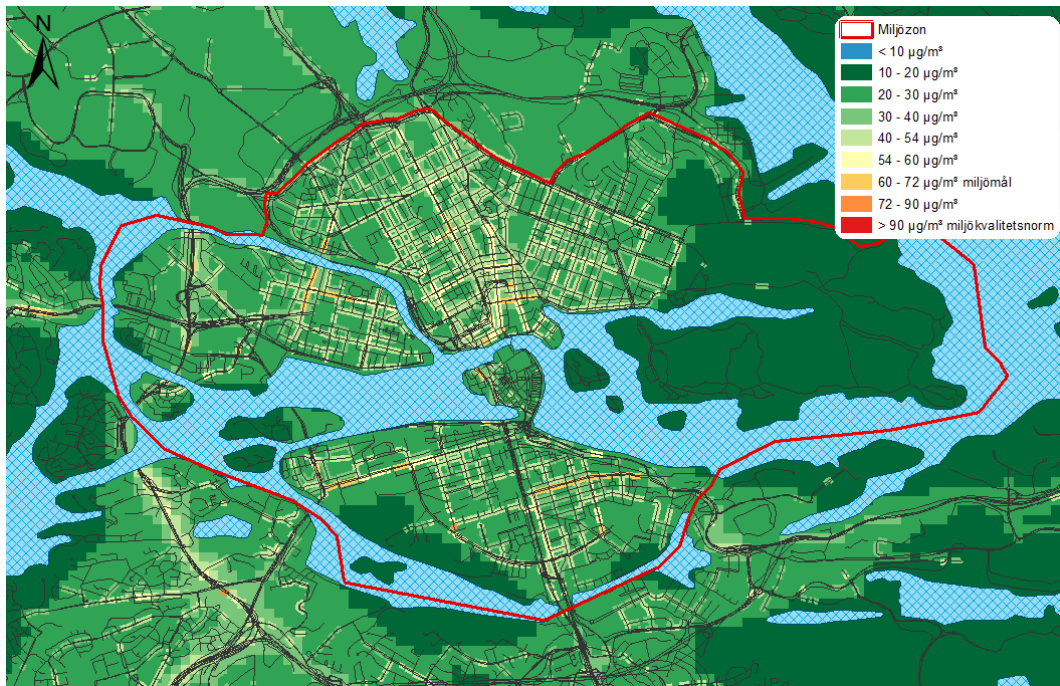 N
Miljözon
< 10 µg/m³
10 - 20 µg/m³
20 - 30 µg/m³
30 - 40 µg/m³
40 - 54 µg/m³
54 - 60 µg/m³
60 - 72 µg/m³ miljömål
72 - 90 µg/m³
> 90 µg/m³ miljökvalitetsnorm